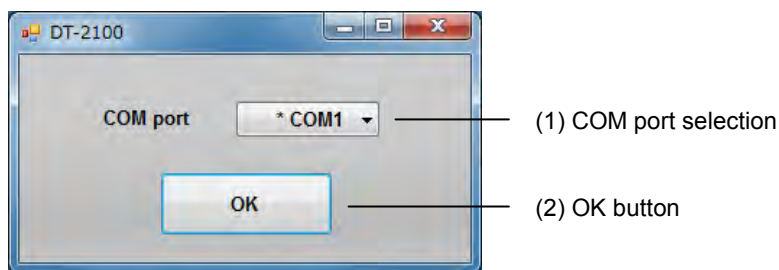 DT-2100
COM port
* COM1
(1) COM port selection
OK
(2) OK button